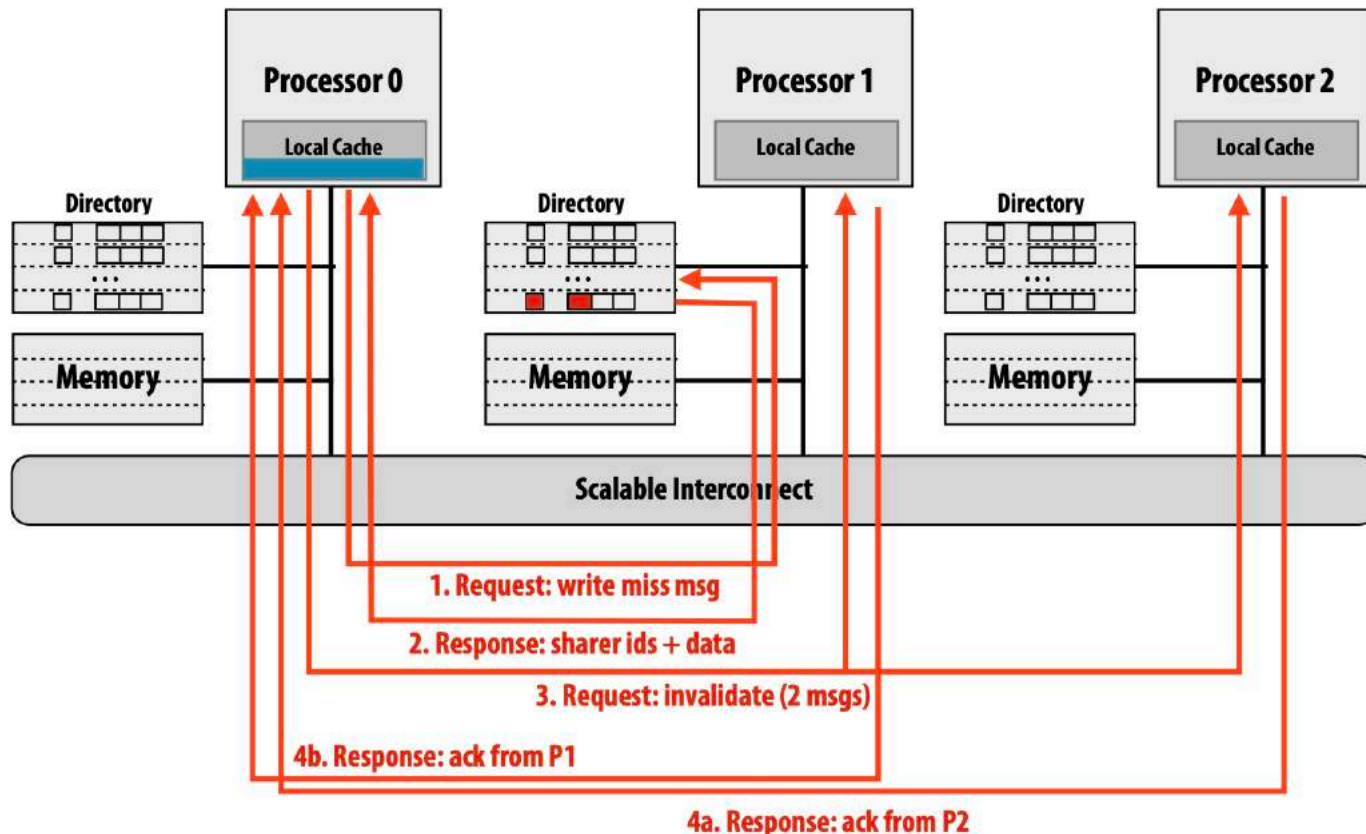 Processor 0
Processor 1
Processor 2
Local Cache
Local Cache
Local Cache
Directory
Directory
Directory
...
...
...
Memory
Memory
Memory
Scalable Interconnect
1. Request: write miss msg
2. Response: sharer ids + data
3. Request: invalidate (2 msgs)
4b. Response: ack from P1
4a. Response: ack from P2